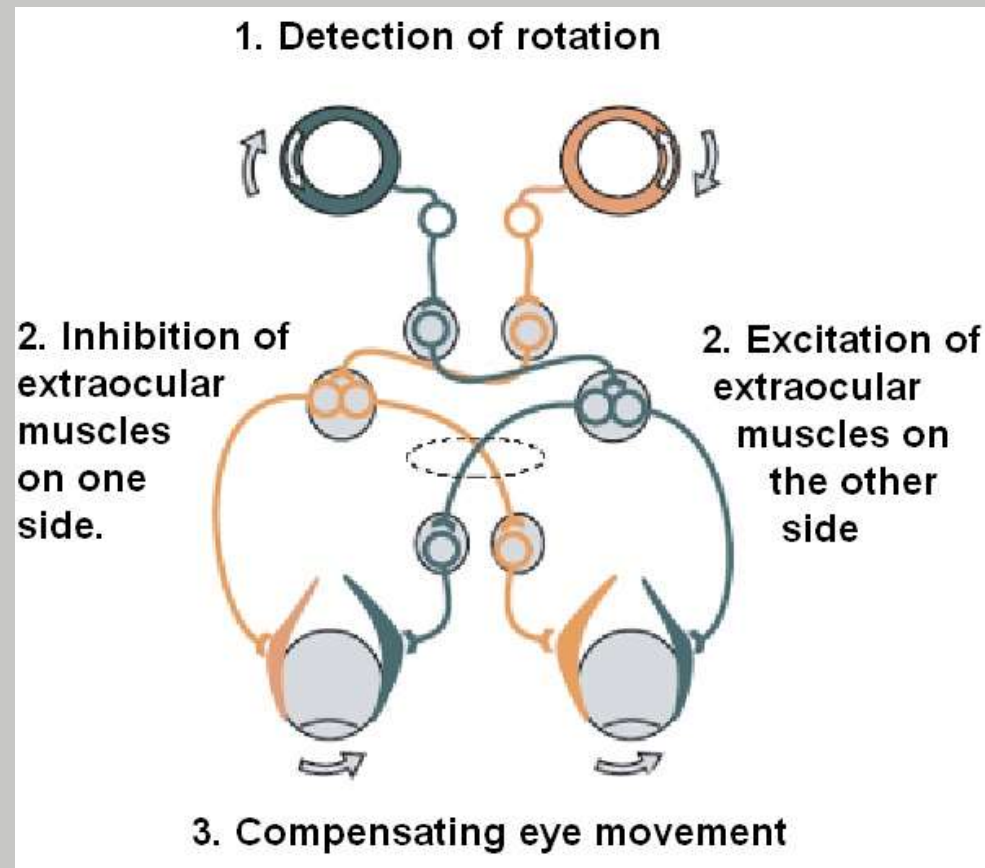 1. Detection of rotation
2. Inhibition of
extraocular
muscles
on one
side.
2. Excitation of
extraocular
muscles on
the other
side
3. Compensating eye movement